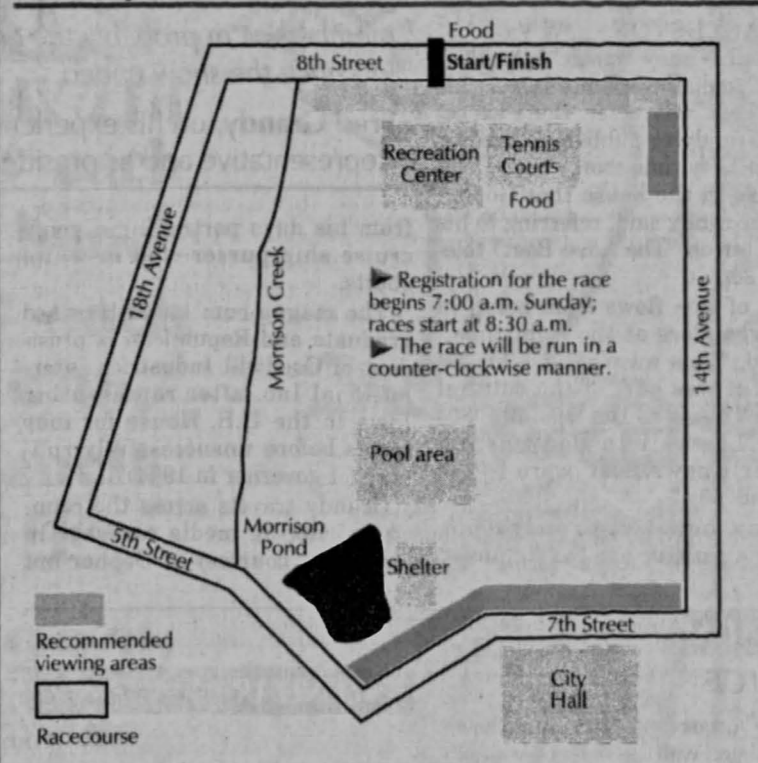 Food
8th Street
Start/Finish
Recreation
Center
Tennis
Courts
Food
18th Avenue
Morrison Creek
14th Avenue
▶ Registration for the race
begins 7:00 a.m. Sunday;
races start at 8:30 a.m.
▶ The race will be run in a
counter-clockwise manner.
Pool area
Morrison
Pond
5th Street
Shelter
7th Street
City
Hall
Recommended
viewing areas
Racecourse